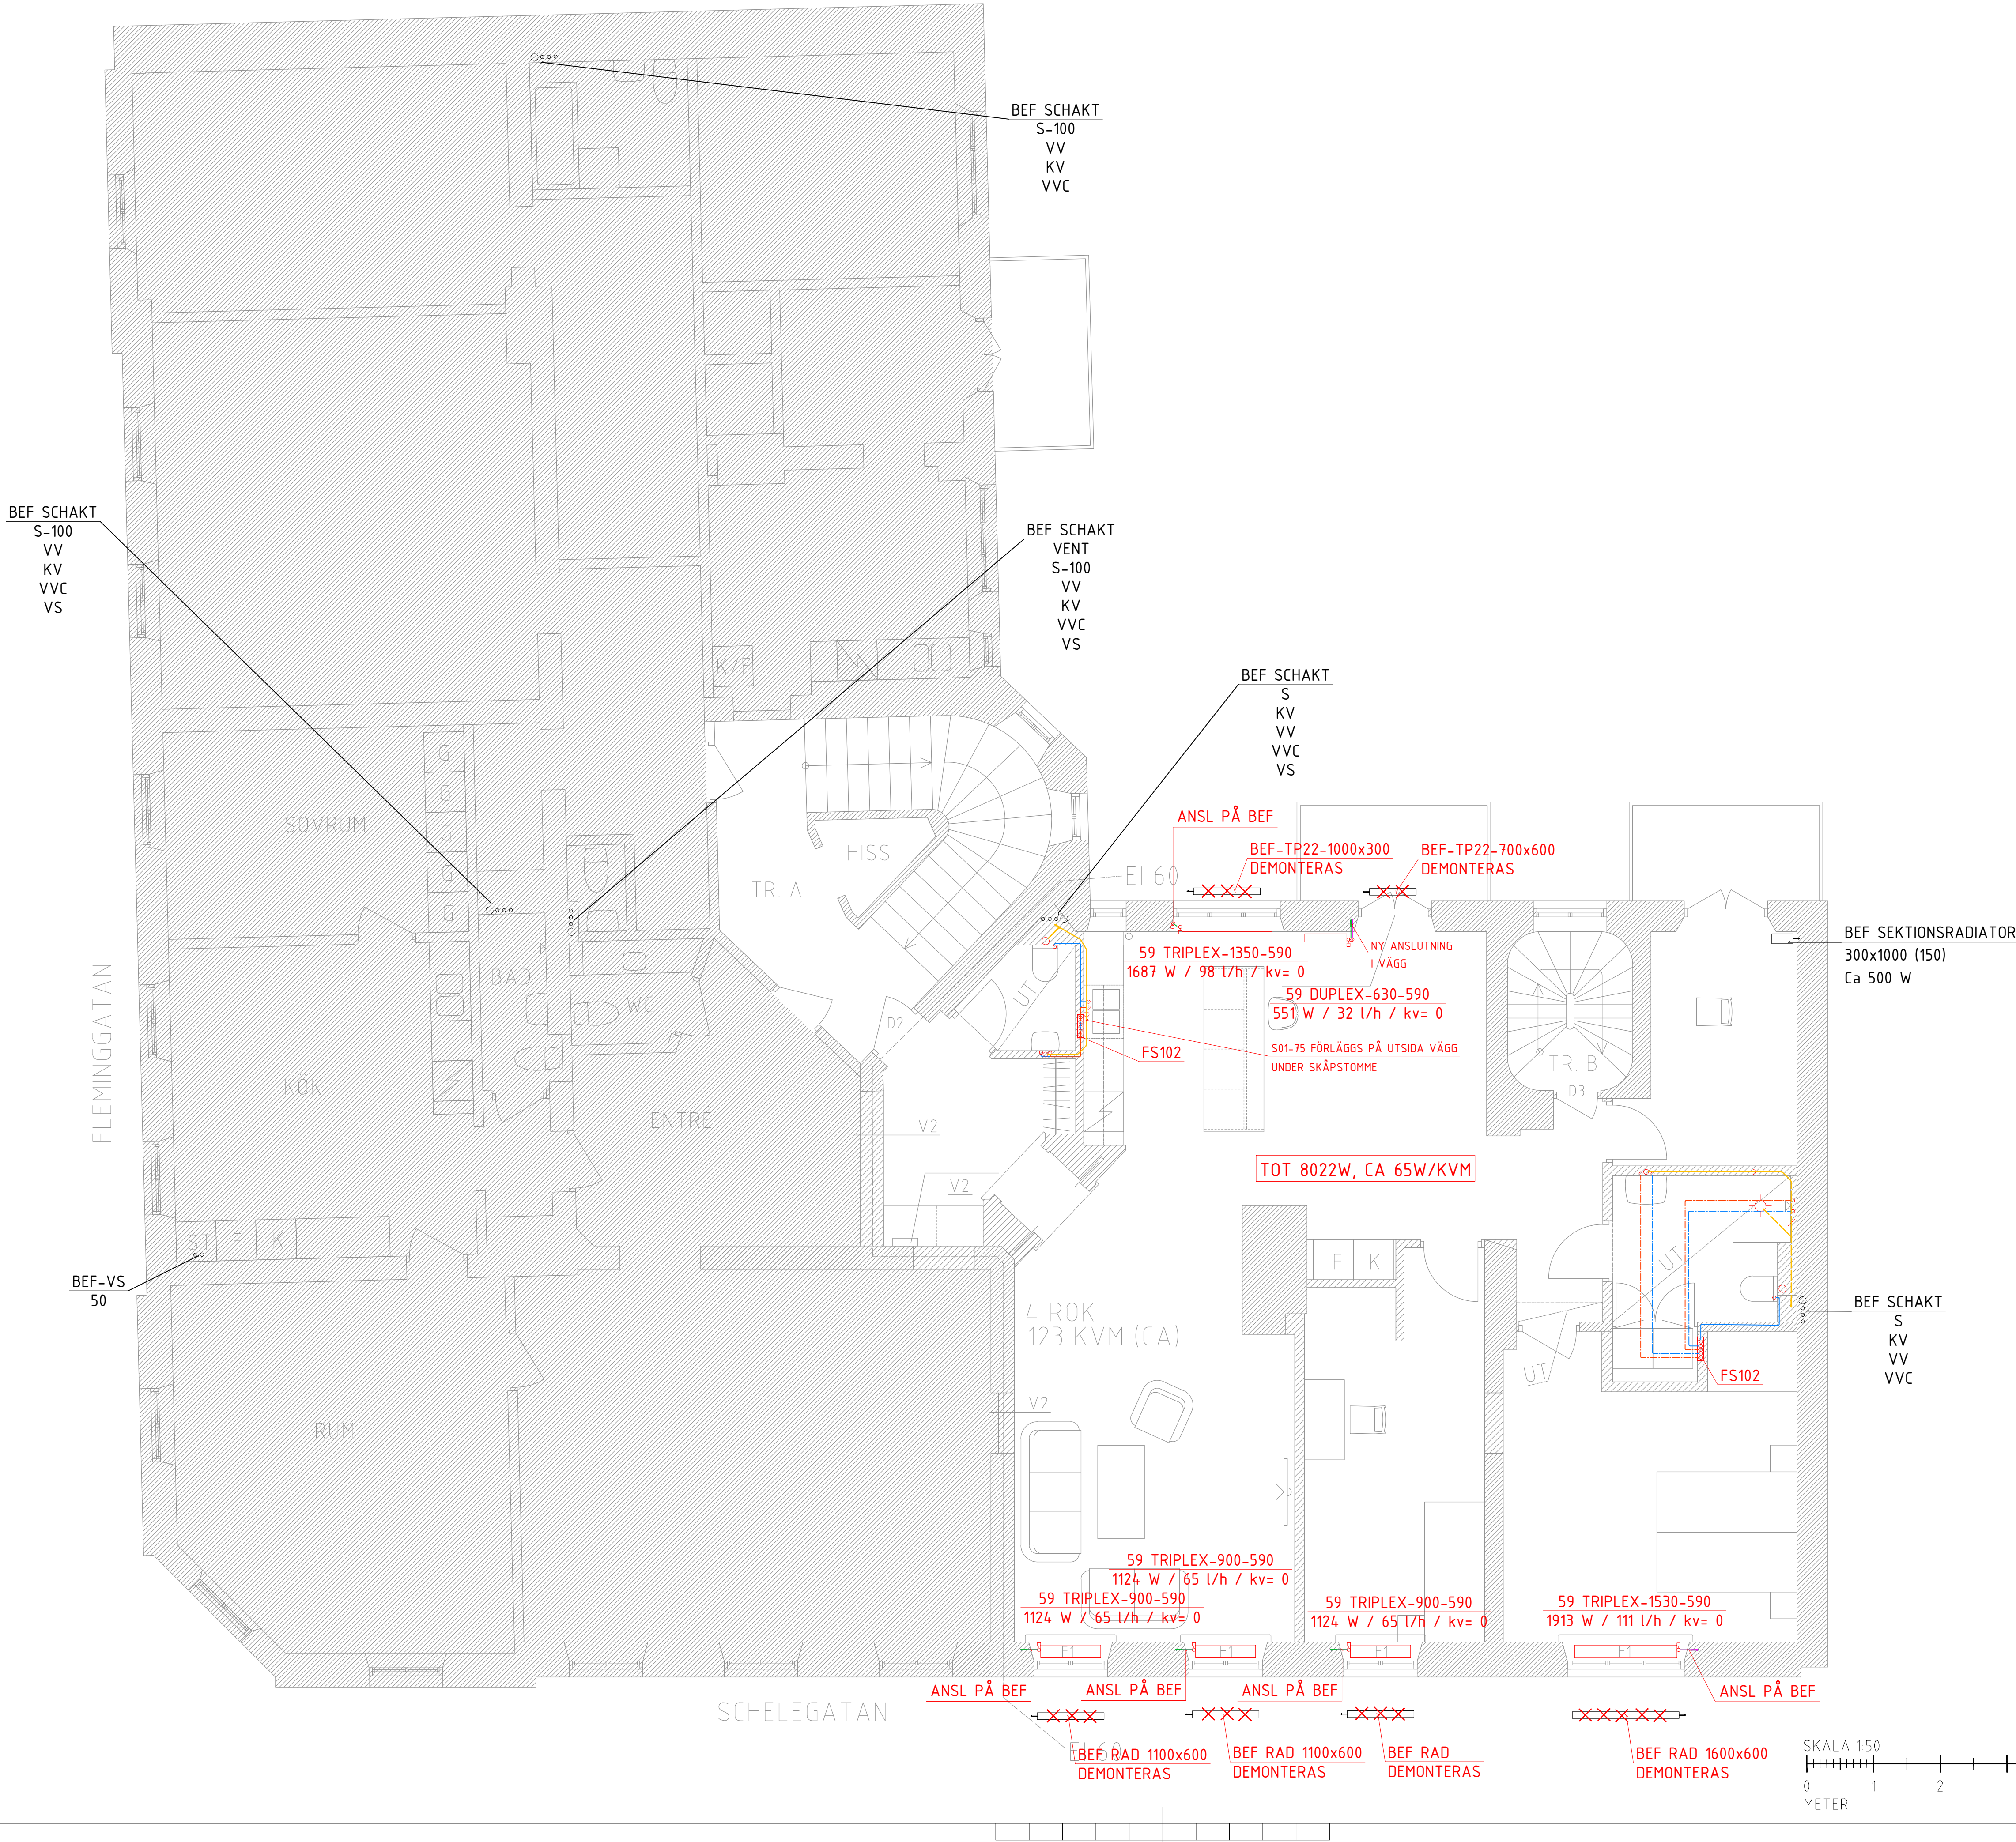 BEF SCHAKT
S-100
VV
KV
VVC
BEF SCHAKT
S-100
VV
KV
VVC
VS
BEF SCHAKT
VENT
S-100
VV
KV
VVC
VS
K/F
BEF SCHAKT
S
KV
VV
VVC
VS
G
G
G
G
G
SOVRUM
HISS
TR. A
EI 60
ANSL PÅ BEF
BEF-TP22-1000x300
DEMONTERAS
BEF-TP22-700x600
DEMONTERAS
BEF SEKTIONSRADIATOR
300x1000 (150)
Ca 500 W
59 TRIPLEX-1350-590
1687 W / 98 l/h / kv= 0
NY ANSLUTNING
I VÄGG
59 DUPLEX-630-590
551 W / 32 l/h / kv= 0
S01-75 FÖRLÄGGS PÅ UTSIDA VÄGG
UNDER SKÅPSTOMME
FS102
UT
D2
BAD
WC
KÖK
ENTRE
FLEMINGGATAN
TR. B
D3
V2
V2
TOT 8022W, CA 65W/KVM
ST
F
K
BEF-VS
50
F
K
UT
UT
FS102
BEF SCHAKT
S
KV
VV
VVC
4 ROK
123 KVM (CA)
V2
RUM
59 TRIPLEX-900-590
1124 W / 65 l/h / kv= 0
59 TRIPLEX-900-590
1124 W / 65 l/h / kv= 0
59 TRIPLEX-900-590
1124 W / 65 l/h / kv= 0
59 TRIPLEX-1530-590
1913 W / 111 l/h / kv= 0
F1
F1
F1
F1
ANSL PÅ BEF
ANSL PÅ BEF
ANSL PÅ BEF
ANSL PÅ BEF
SCHELEGATAN
EI 60
BEF RAD 1100x600
DEMONTERAS
BEF RAD 1100x600
DEMONTERAS
BEF RAD
DEMONTERAS
BEF RAD 1600x600
DEMONTERAS
SKALA 1:50
0 1 2
METER